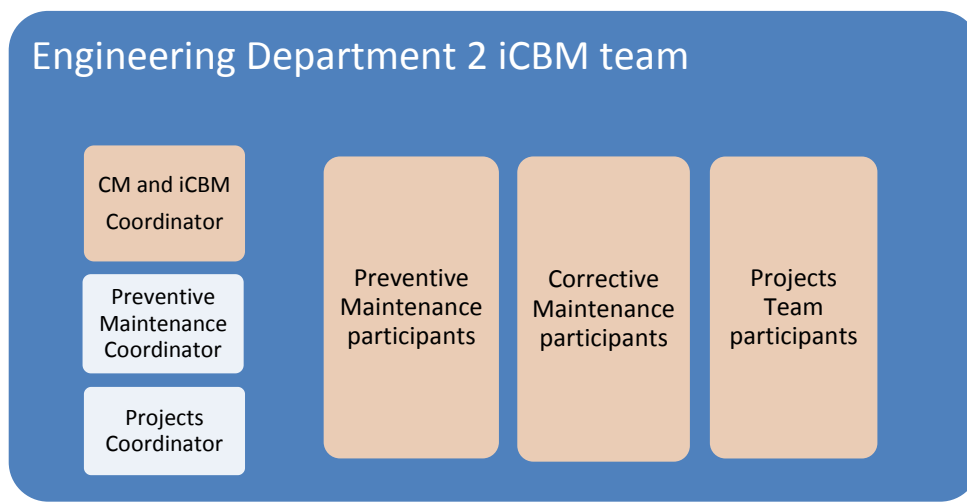 Engineering Department 2 iCBM team
CM and iCBM
Coordinator
Preventive
Maintenance
Coordinator
Projects
Coordinator
Preventive
Maintenance
participants
Corrective
Maintenance
participants
Projects
Team
participants